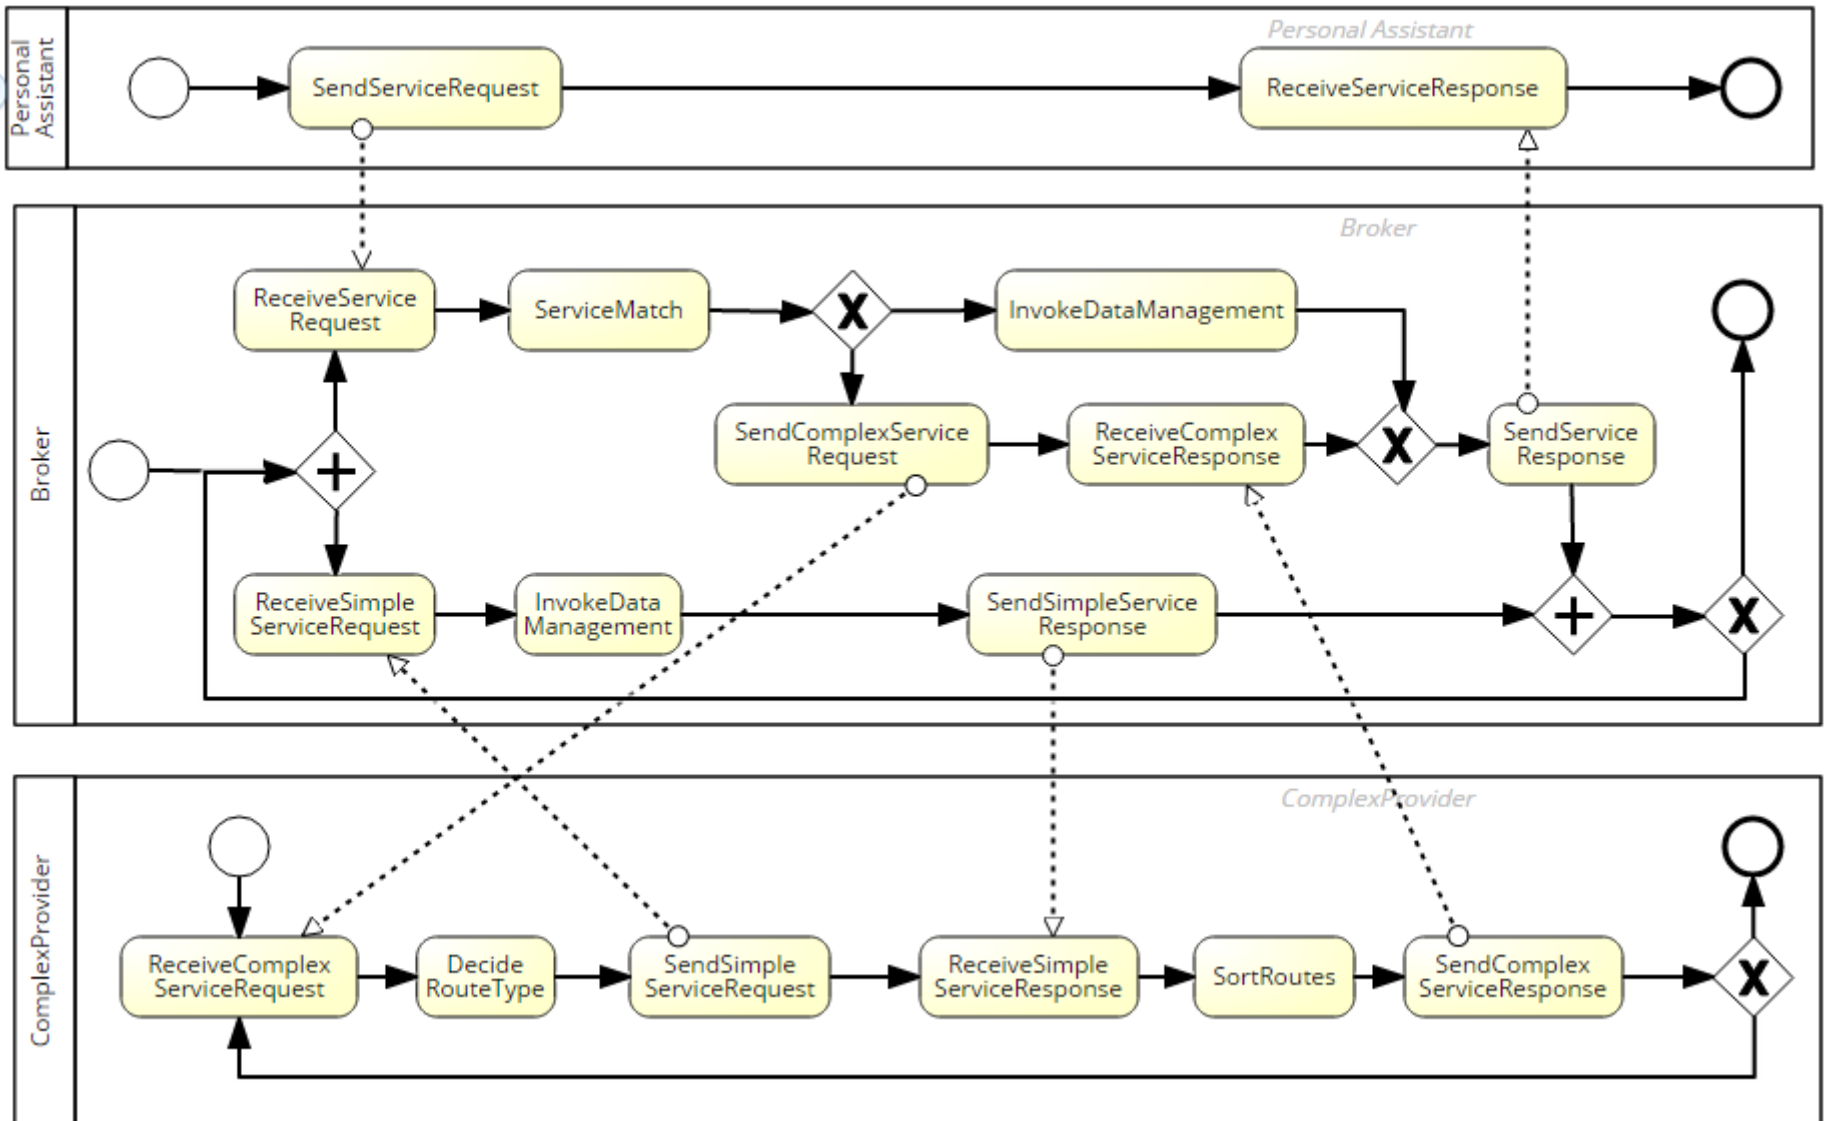 Personal
Assistant
Personal Assistant
SendServiceRequest
ReceiveServiceResponse
Broker
Broker
ReceiveService
Request
ServiceMatch
X
InvokeDataManagement
SendComplexService
Request
ReceiveComplex
ServiceResponse
X
SendService
Response
+
ReceiveSimple
ServiceRequest
InvokeData
Management
SendSimpleService
Response
+
X
ComplexProvider
ComplexProvider
ReceiveComplex
ServiceRequest
Decide
RouteType
SendSimple
ServiceRequest
ReceiveSimple
ServiceResponse
SortRoutes
SendComplex
ServiceResponse
X